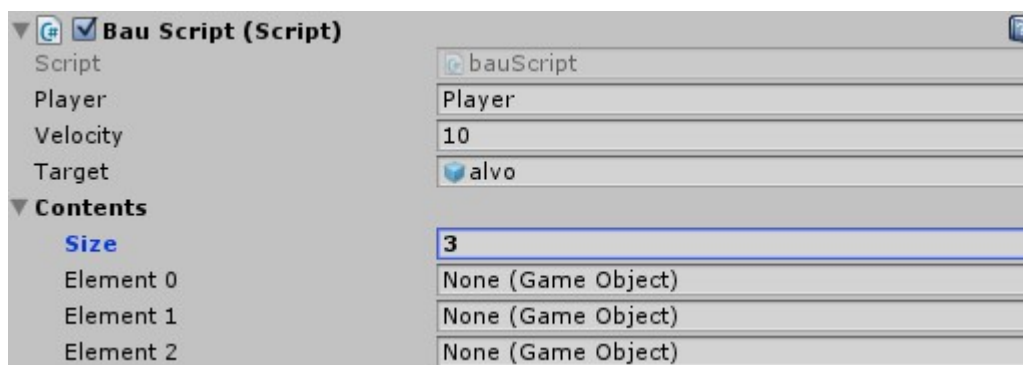 Bau Script (Script)
Script bauScript
Player Player
Velocity 10
Target alvo
Contents
Size 3
Element 0 None (Game Object)
Element 1 None (Game Object)
Element 2 None (Game Object)